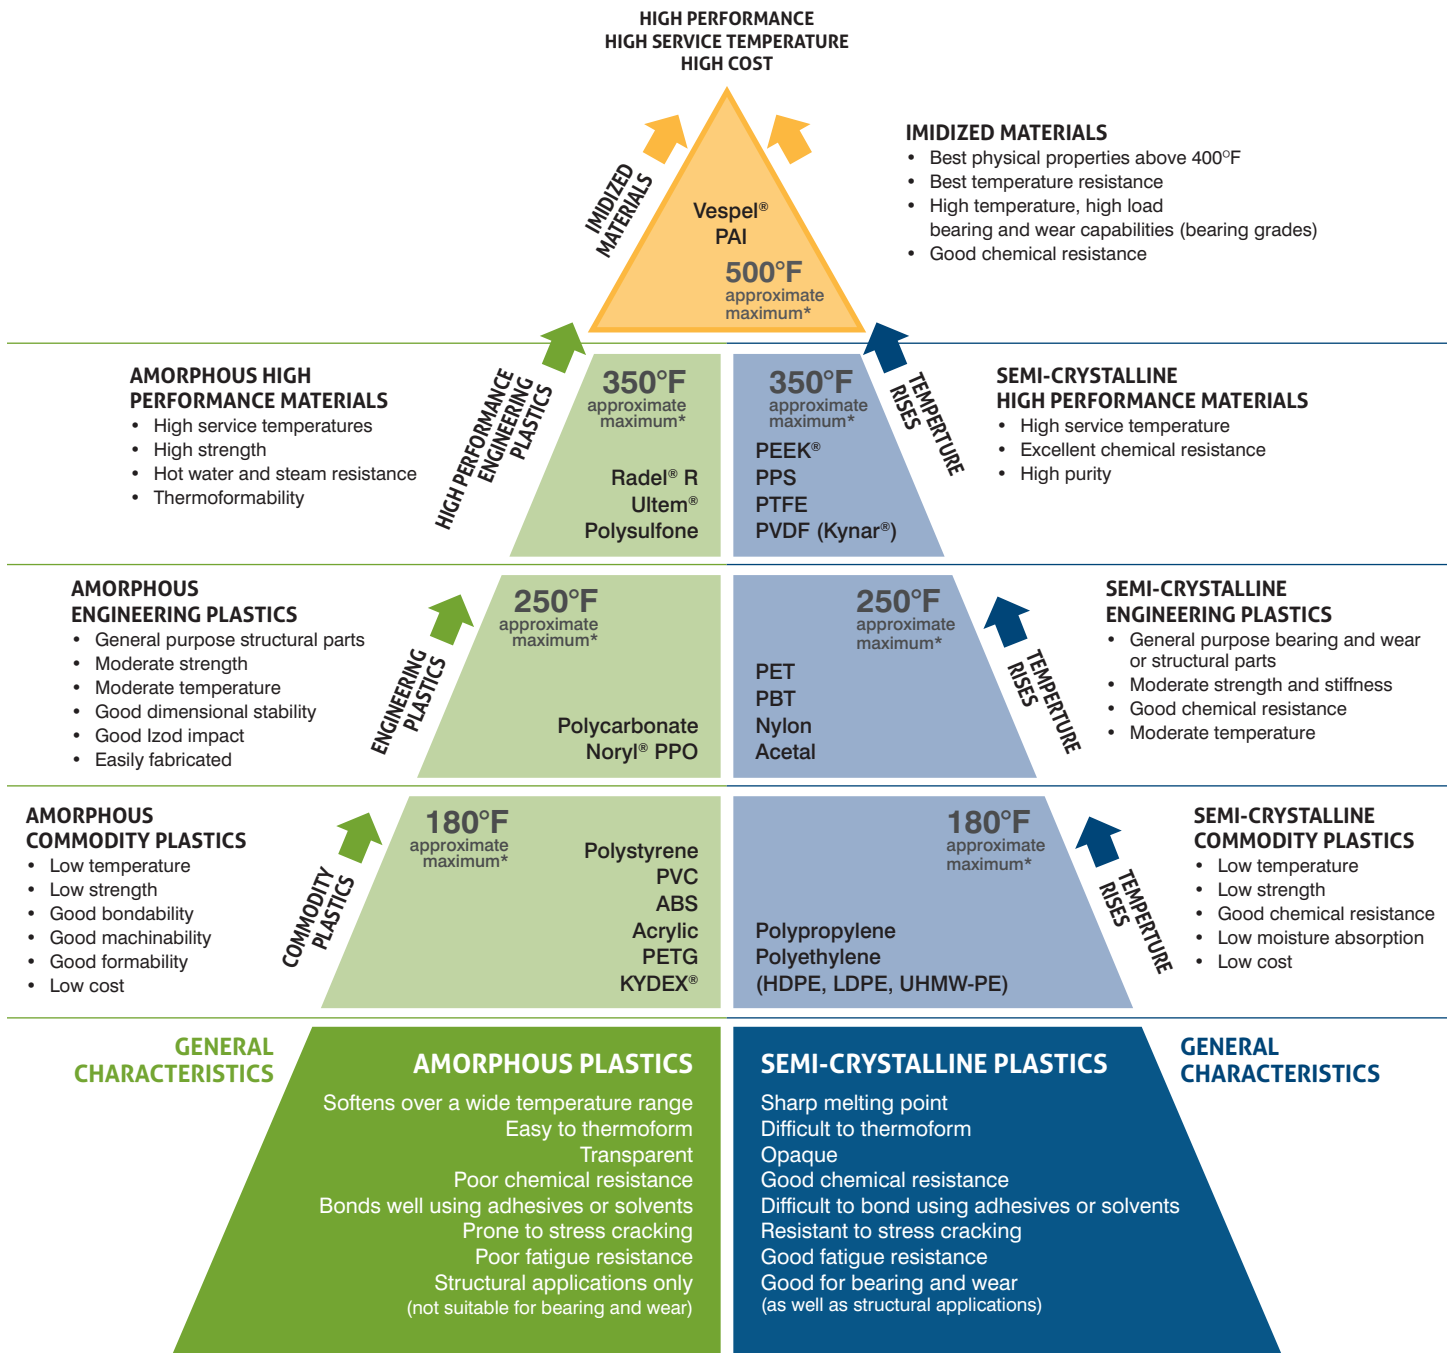 HIGH PERFORMANCE
HIGH SERVICE TEMPERATURE
HIGH COST
IMIDIZED
MATERIALS
Vespel®
PAI
500°F
approximate
maximum*
IMIDIZED MATERIALS
• Best physical properties above 400°F
• Best temperature resistance
• High temperature, high load
bearing and wear capabilities (bearing grades)
• Good chemical resistance
AMORPHOUS HIGH
PERFORMANCE MATERIALS
• High service temperatures
• High strength
• Hot water and steam resistance
• Thermoformability
HIGH PERFORMANCE
ENGINEERING
PLASTICS
350°F
approximate
maximum*
Radel® R
Ultem®
Polysulfone
350°F
approximate
maximum*
PEEK®
PPS
PTFE
PVDF (Kynar®)
TEMPERTURE
RISES
SEMI-CRYSTALLINE
HIGH PERFORMANCE MATERIALS
• High service temperature
• Excellent chemical resistance
• High purity
AMORPHOUS
ENGINEERING PLASTICS
• General purpose structural parts
• Moderate strength
• Moderate temperature
• Good dimensional stability
• Good Izod impact
• Easily fabricated
ENGINEERING
PLASTICS
250°F
approximate
maximum*
Polycarbonate
Noryl® PPO
250°F
approximate
maximum*
PET
PBT
Nylon
Acetal
TEMPERTURE
RISES
SEMI-CRYSTALLINE
ENGINEERING PLASTICS
• General purpose bearing and wear
or structural parts
• Moderate strength and stiffness
• Good chemical resistance
• Moderate temperature
AMORPHOUS
COMMODITY PLASTICS
• Low temperature
• Low strength
• Good bondability
• Good machinability
• Good formability
• Low cost
COMMODITY
PLASTICS
180°F
approximate
maximum*
Polystyrene
PVC
ABS
Acrylic
PETG
KYDEX®
180°F
approximate
maximum*
Polypropylene
Polyethylene
(HDPE, LDPE, UHMW-PE)
TEMPERTURE
RISES
SEMI-CRYSTALLINE
COMMODITY PLASTICS
• Low temperature
• Low strength
• Good chemical resistance
• Low moisture absorption
• Low cost
GENERAL
CHARACTERISTICS
AMORPHOUS PLASTICS
Softens over a wide temperature range
Easy to thermoform
Transparent
Poor chemical resistance
Bonds well using adhesives or solvents
Prone to stress cracking
Poor fatigue resistance
Structural applications only
(not suitable for bearing and wear)
SEMI-CRYSTALLINE PLASTICS
Sharp melting point
Difficult to thermoform
Opaque
Good chemical resistance
Difficult to bond using adhesives or solvents
Resistant to stress cracking
Good fatigue resistance
Good for bearing and wear
(as well as structural applications)
GENERAL
CHARACTERISTICS